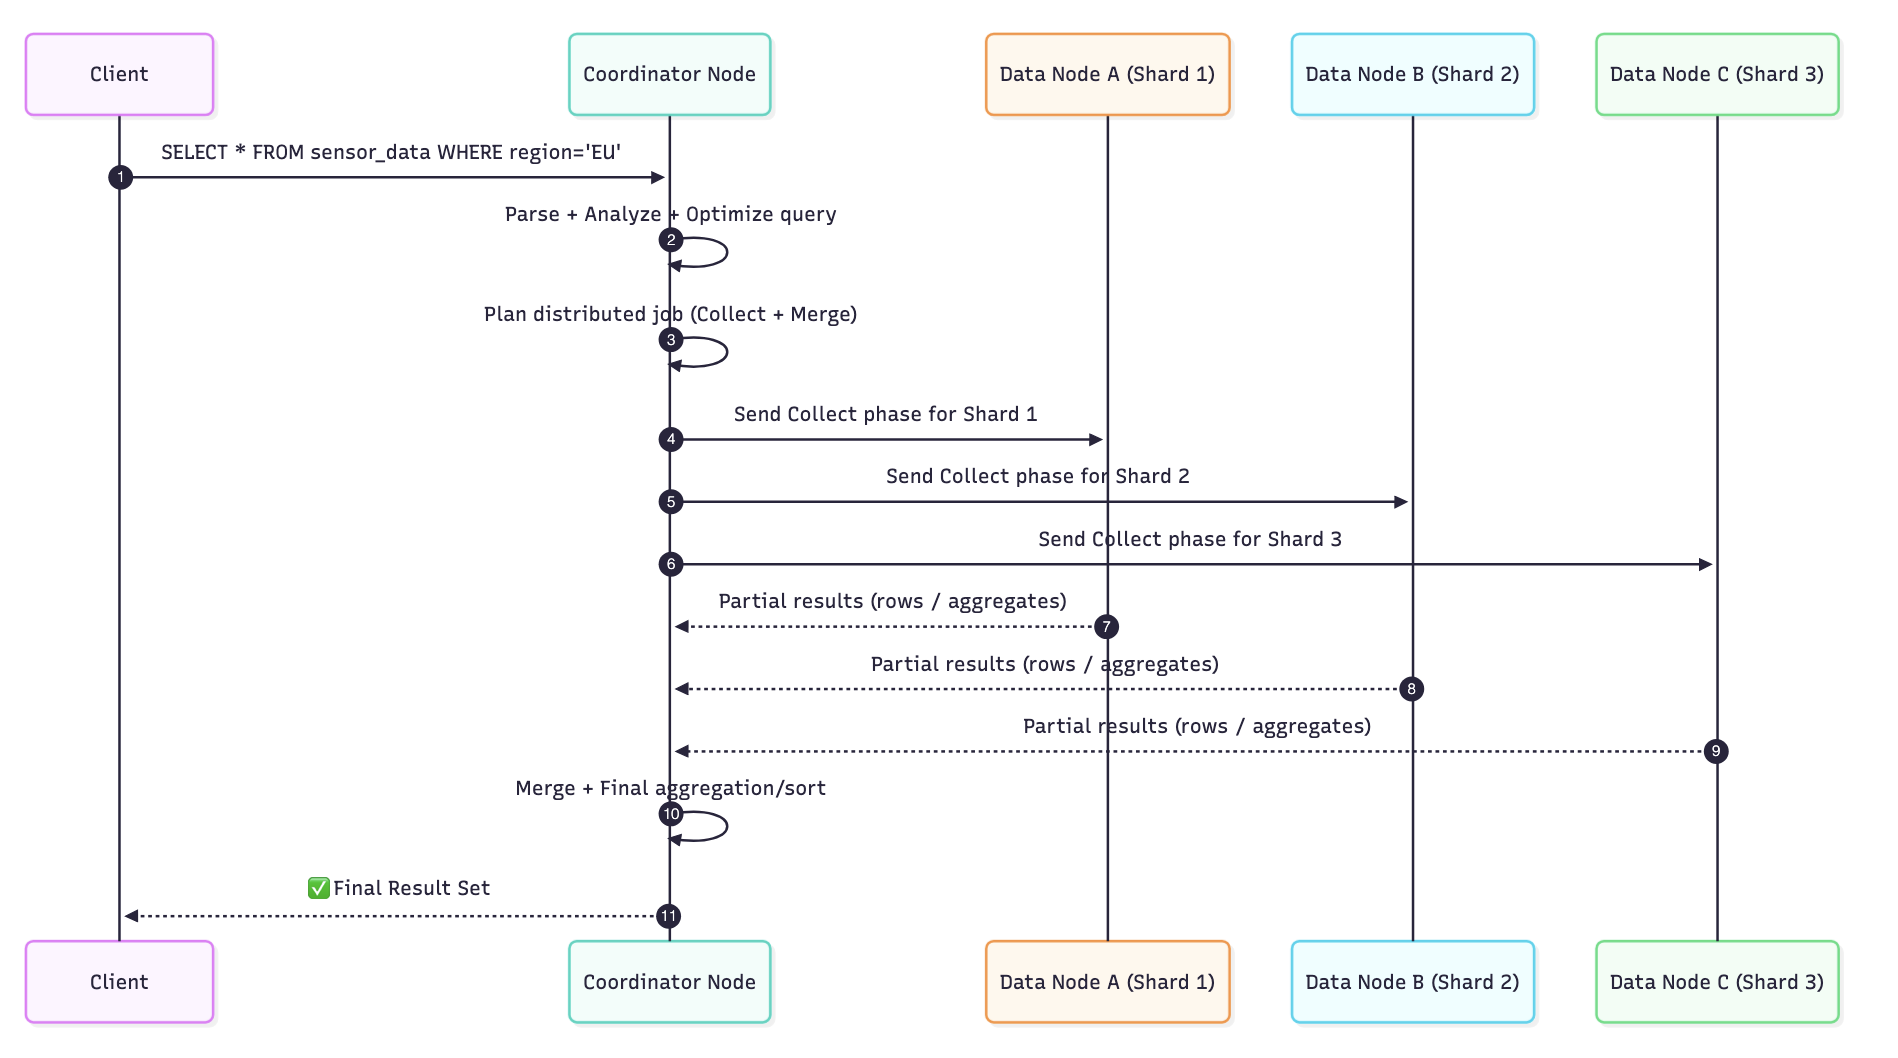 Client
Coordinator Node
Data Node A (Shard 1)
Data Node B (Shard 2)
Data Node C (Shard 3)
SELECT * FROM sensor_data WHERE region='EU'
1
Parse + Analyze + Optimize query
2
Plan distributed job (Collect + Merge)
3
Send Collect phase for Shard 1
4
Send Collect phase for Shard 2
5
Send Collect phase for Shard 3
6
Partial results (rows / aggregates)
7
Partial results (rows / aggregates)
8
Partial results (rows / aggregates)
9
Merge + Final aggregation/sort
10
✅ Final Result Set
11
Client
Coordinator Node
Data Node A (Shard 1)
Data Node B (Shard 2)
Data Node C (Shard 3)